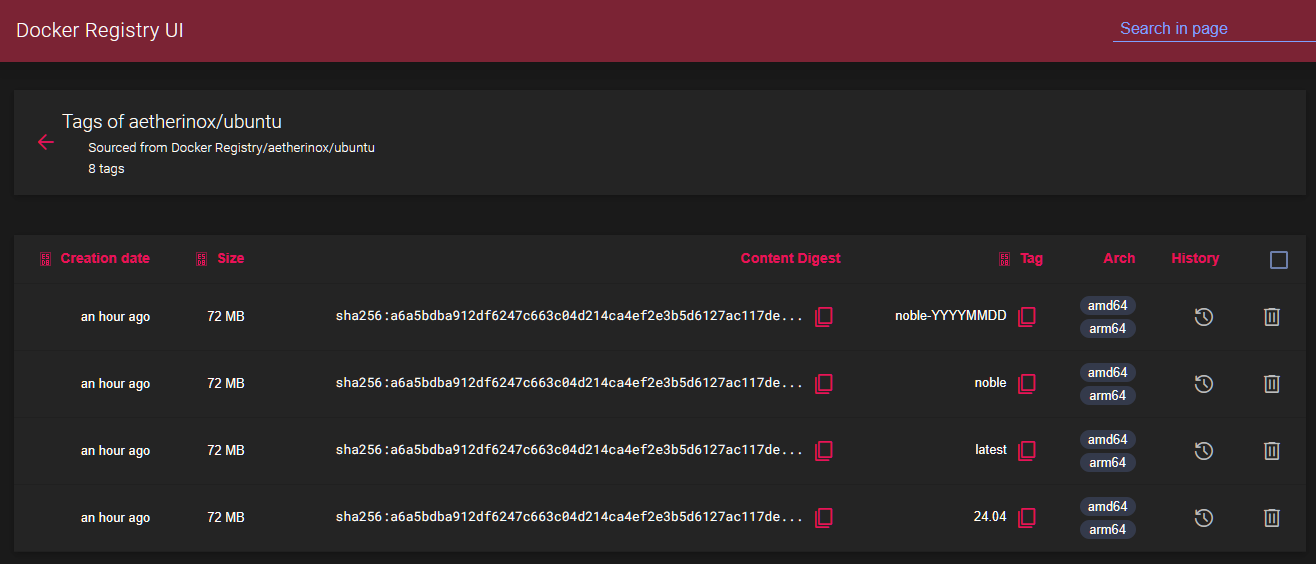 Docker Registry UI
Search in page
Tags of aetherinox/ubuntu
Sourced from Docker Registry/aetherinox/ubuntu
8 tags
Creation date Size Content Digest Tag Arch History
an hour ago 72 MB sha256:a6a5bdba912df6247c663c04d214ca4ef2e3b5d6127ac117de... noble-YYYYMMDD amd64
arm64
an hour ago 72 MB sha256:a6a5bdba912df6247c663c04d214ca4ef2e3b5d6127ac117de... noble amd64
arm64
an hour ago 72 MB sha256:a6a5bdba912df6247c663c04d214ca4ef2e3b5d6127ac117de... latest amd64
arm64
an hour ago 72 MB sha256:a6a5bdba912df6247c663c04d214ca4ef2e3b5d6127ac117de... 24.04 amd64
arm64